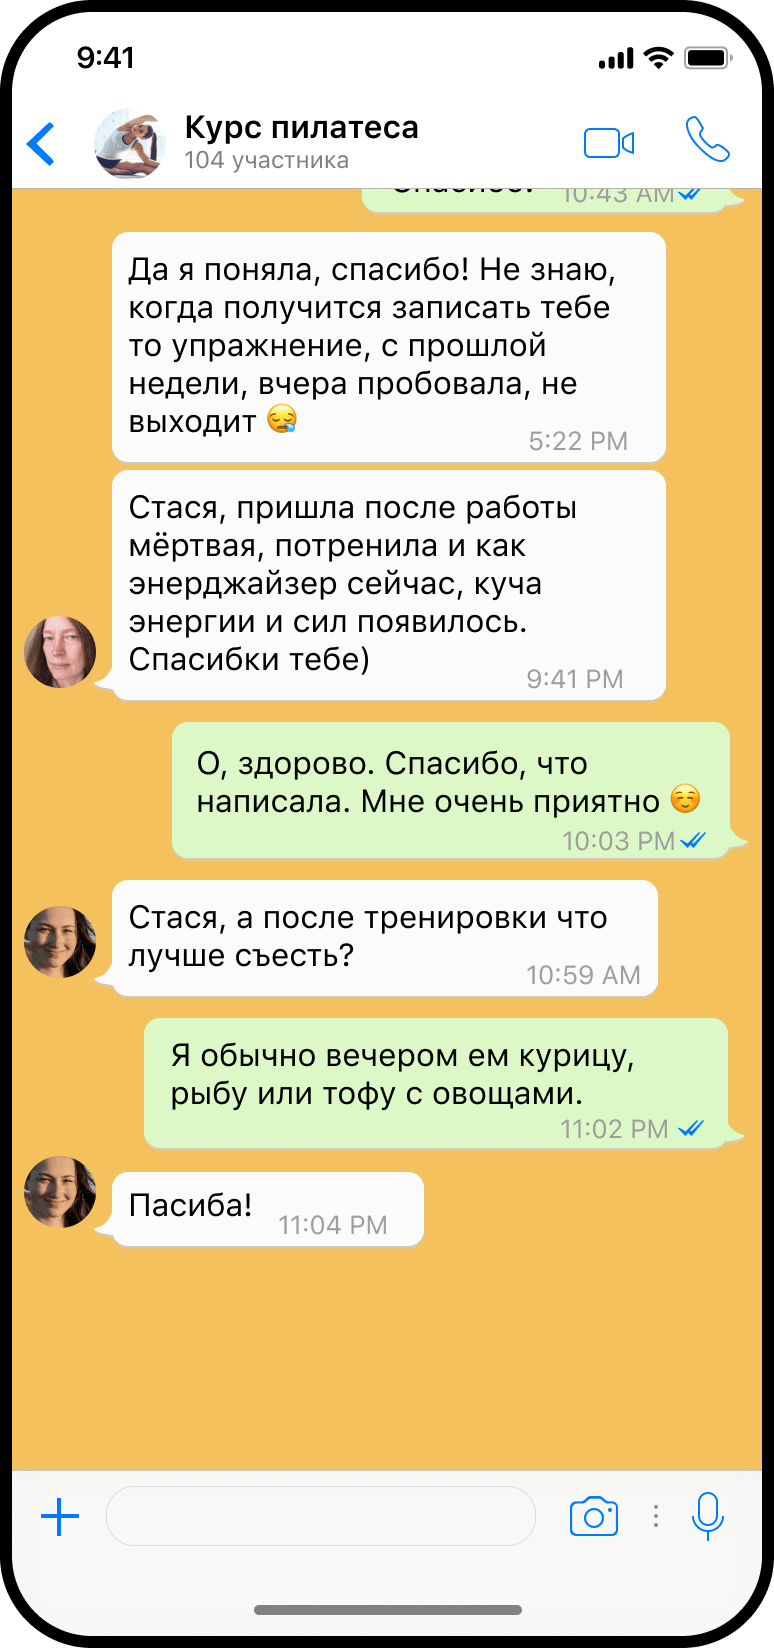 9:41
Курс пилатеса
104 участника
Спасибо!
10:43 AM
Да я поняла, спасибо! Не знаю,
когда получится записать тебе
то упражнение, с прошлой
недели, вчера пробовала, не
выходит 😪
5:22 PM
Стася, пришла после работы
мёртвая, потренила и как
энерджайзер сейчас, куча
энергии и сил появилось.
Спасибки тебе)
9:41 PM
О, здорово. Спасибо, что
написала. Мне очень приятно ☺️
10:03 PM
Стася, а после тренировки что
лучше съесть?
10:59 AM
Я обычно вечером ем курицу,
рыбу или тофу с овощами.
11:02 PM
Пасиба!
11:04 PM